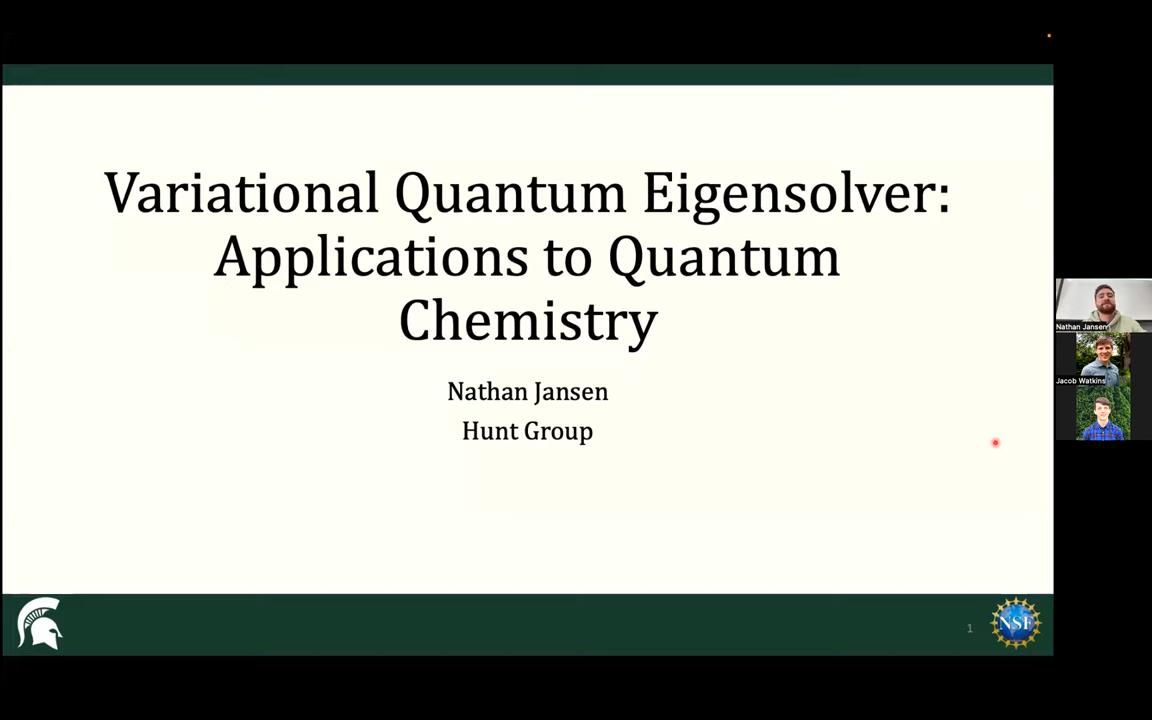 Variational Quantum Eigensolver:
Applications to Quantum
Chemistry
Nathan Jansen
Hunt Group
Nathan Jansen
Jacob Watkins
1
NSF